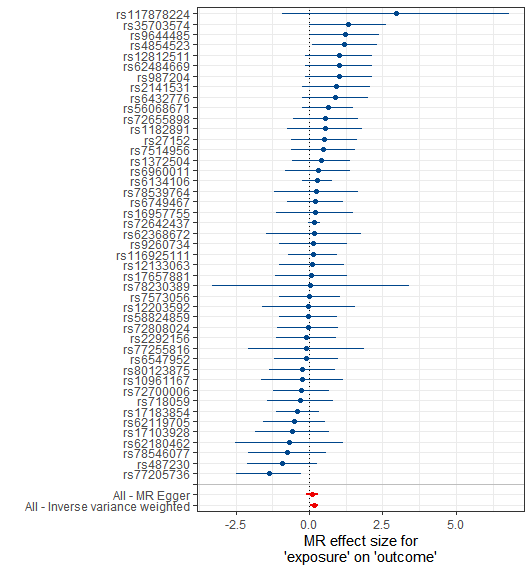 rs117878224
rs35703574
rs9644485
rs4854523
rs12812511
rs62484669
rs987204
rs2141531
rs6432776
rs56068671
rs72655898
rs1182891
rs27152
rs7514956
rs1372504
rs6960011
rs6134106
rs78539764
rs6749467
rs16957755
rs72642437
rs62368672
rs9260734
rs116925111
rs12133063
rs17657881
rs78230389
rs7573056
rs12203592
rs58824859
rs72808024
rs2292156
rs77255816
rs6547952
rs80123875
rs10961167
rs72700006
rs718059
rs17183854
rs62119705
rs17103928
rs62180462
rs78546077
rs487230
rs77205736
All - MR Egger
All - Inverse variance weighted
-2.5 0.0 2.5 5.0
MR effect size for
'exposure' on 'outcome'